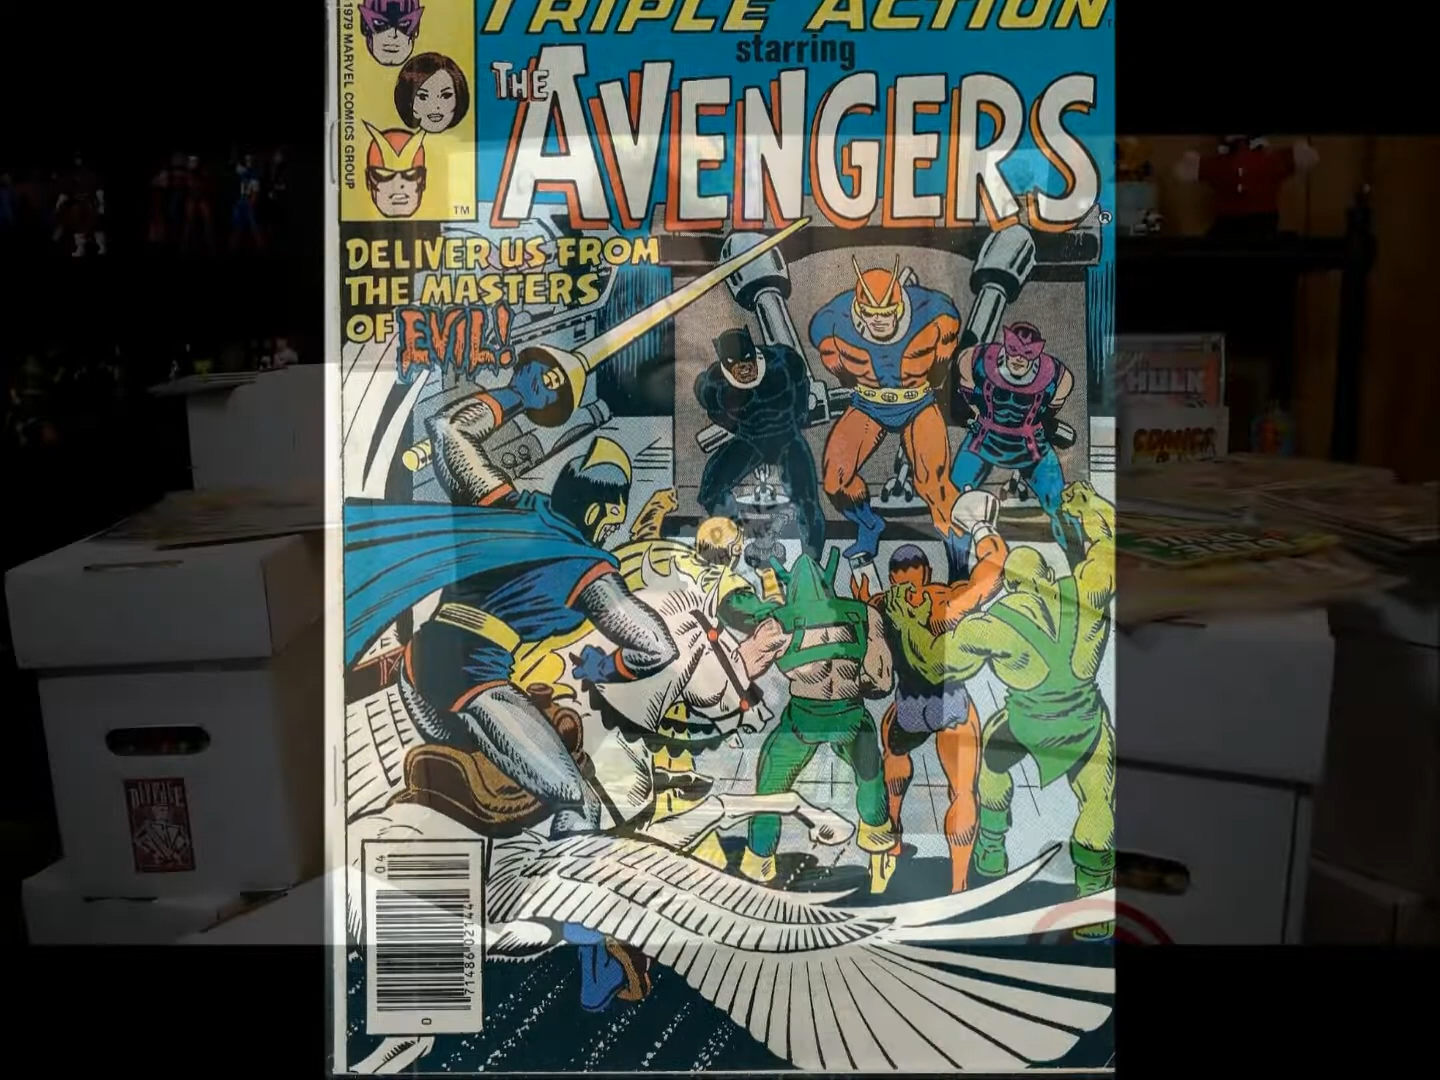 TRIPLE ACTION
starring
THE
AVENGERS
©1979 MARVEL COMICS GROUP
TM
®
DELIVER US FROM
THE MASTERS
OF EVIL!
HULK
04
71486 02144
0